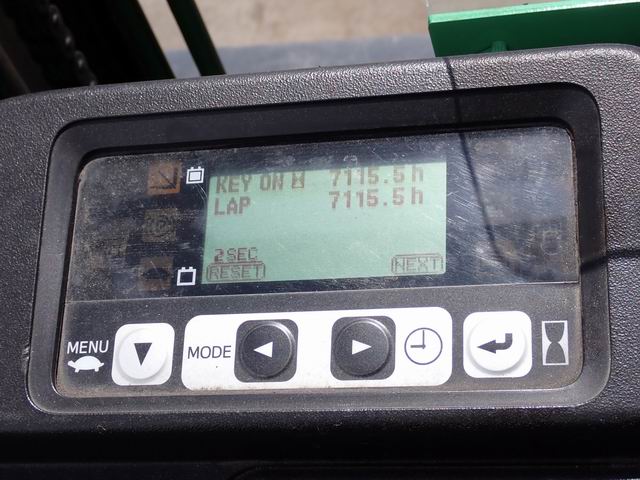 KEY ON 7115.5h
LAP 7115.5h
2SEC
RESET NEXT
MENU
MODE